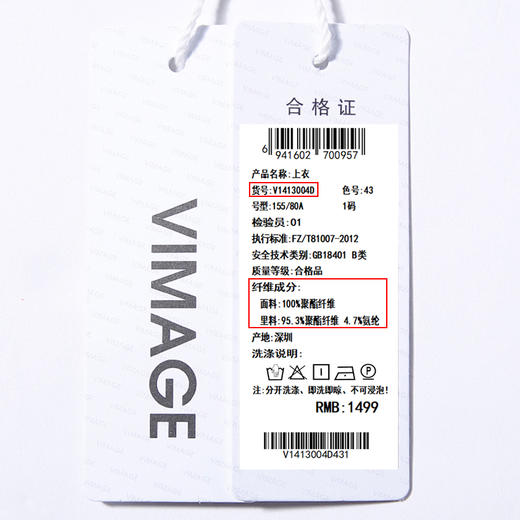 VIMAGE
合格证
6 941602 700957
产品名称:上衣
货号:V1413004D 色号:43
号型:155/80A 1码
检验员:01
执行标准:FZ/T81007-2012
安全技术类别:GB18401 B类
质量等级:合格品
纤维成分:
面料:100%聚酯纤维
里料:95.3%聚酯纤维 4.7%氨纶
产地:深圳
洗涤说明:
注:分开洗涤、即洗即晾、不可浸泡!
RMB:1499
V1413004D431